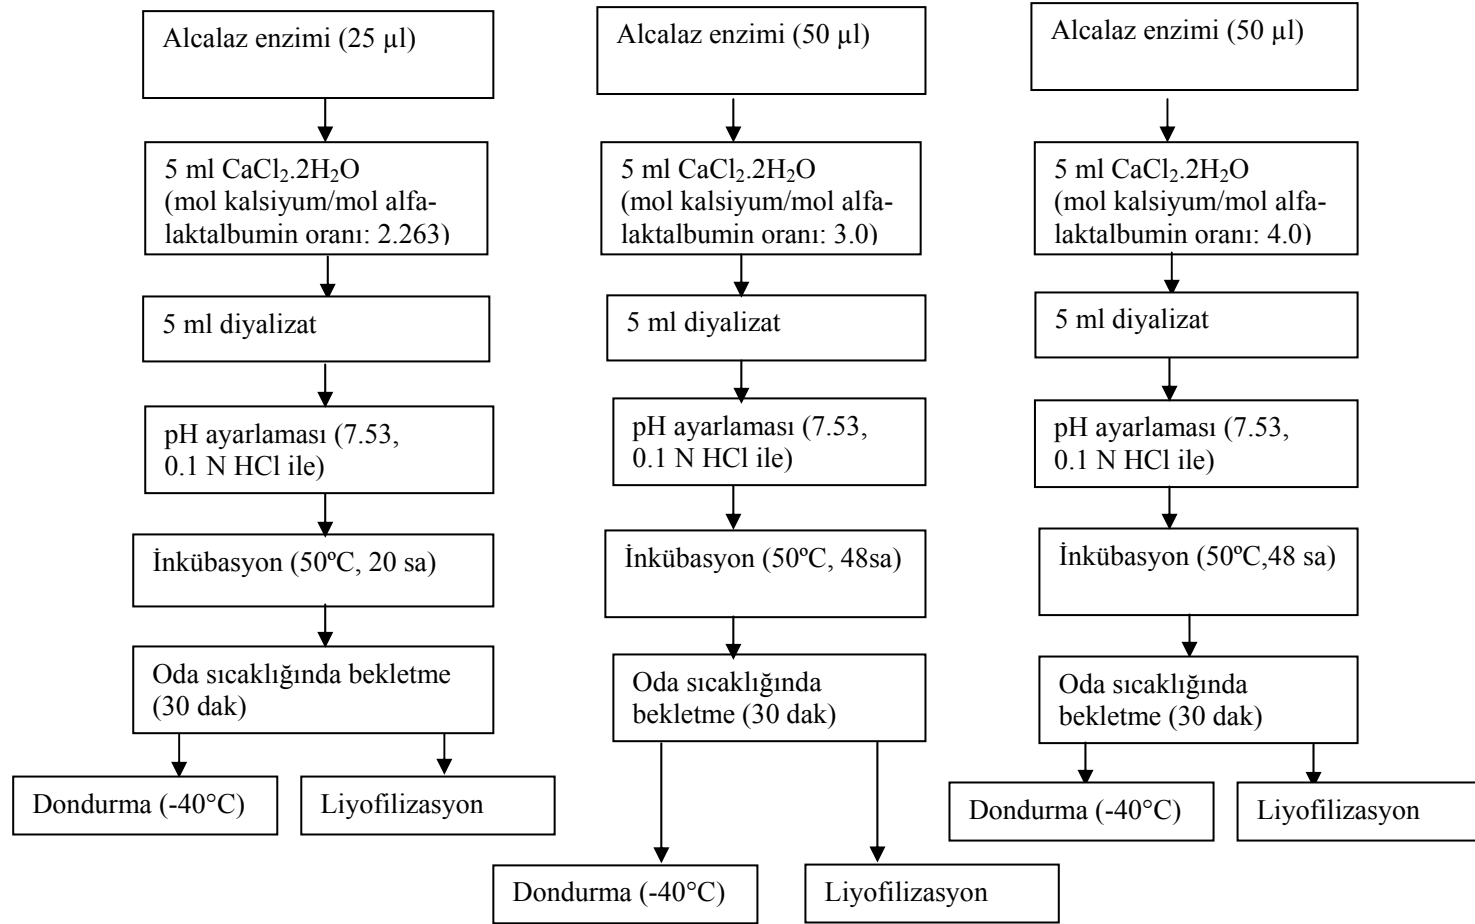 Alcalaz enzimi (25 µl)
5 ml CaCl₂.2H₂O
(mol kalsiyum/mol alfa-
laktalbumin oranı: 2.263)
5 ml diyalizat
pH ayarlaması (7.53,
0.1 N HCl ile)
İnkübasyon (50ºC, 20 sa)
Oda sıcaklığında bekletme
(30 dak)
Dondurma (-40°C)
Liyofilizasyon
Alcalaz enzimi (50 µl)
5 ml CaCl₂.2H₂O
(mol kalsiyum/mol alfa-
laktalbumin oranı: 3.0)
5 ml diyalizat
pH ayarlaması (7.53,
0.1 N HCl ile)
İnkübasyon (50ºC, 48sa)
Oda sıcaklığında
bekletme (30 dak)
Dondurma (-40°C)
Liyofilizasyon
Alcalaz enzimi (50 µl)
5 ml CaCl₂.2H₂O
(mol kalsiyum/mol alfa-
laktalbumin oranı: 4.0)
5 ml diyalizat
pH ayarlaması (7.53,
0.1 N HCl ile)
İnkübasyon (50ºC,48 sa)
Oda sıcaklığında
bekletme (30 dak)
Dondurma (-40°C)
Liyofilizasyon